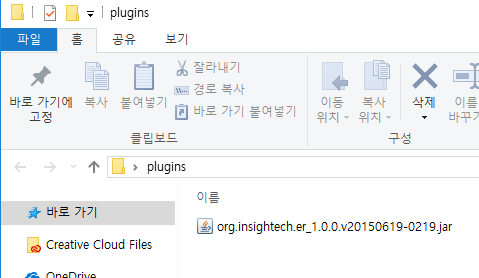 plugins
파일
홈
공유
보기
바로 가기에
고정
복사
붙여넣기
잘라내기
경로 복사
바로 가기 붙여넣기
이동
위치
복사
위치
삭제
이름
바꾸기
클립보드
구성
plugins
이름
바로 가기
org.insightech.er_1.0.0.v20150619-0219.jar
Creative Cloud Files
OneDrive